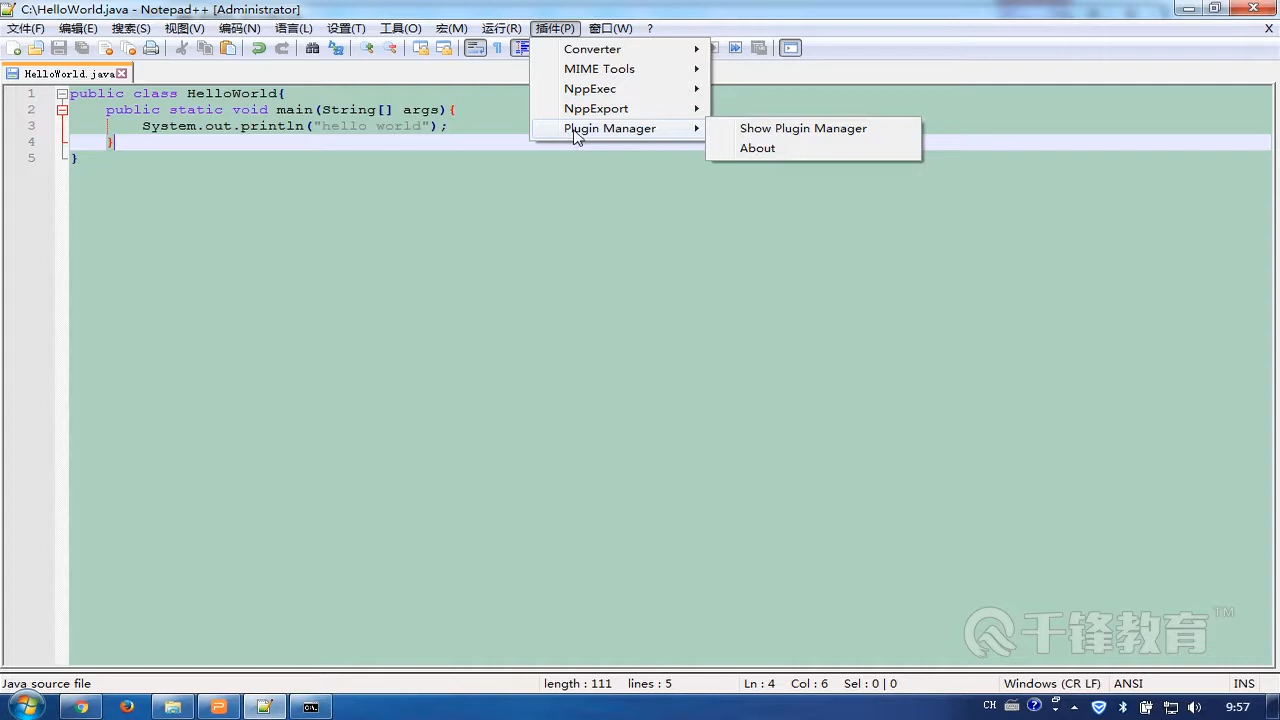 C:\HelloWorld.java - Notepad++ [Administrator]
文件(F) 编辑(E) 搜索(S) 视图(V) 编码(N) 语言(L) 设置(T) 工具(O) 宏(M) 运行(R) 插件(P) 窗口(W) ? X
HelloWorld.java
Converter
MIME Tools
NppExec
NppExport
Plugin Manager
Show Plugin Manager
About
1 public class HelloWorld{
2 public static void main(String[] args){
3 System.out.println("hello world");
4 }
5 }
千锋教育 TM
Java source file length : 111 lines : 5 Ln : 4 Col : 6 Sel : 0 | 0 Windows (CR LF) ANSI INS
CH 9:57